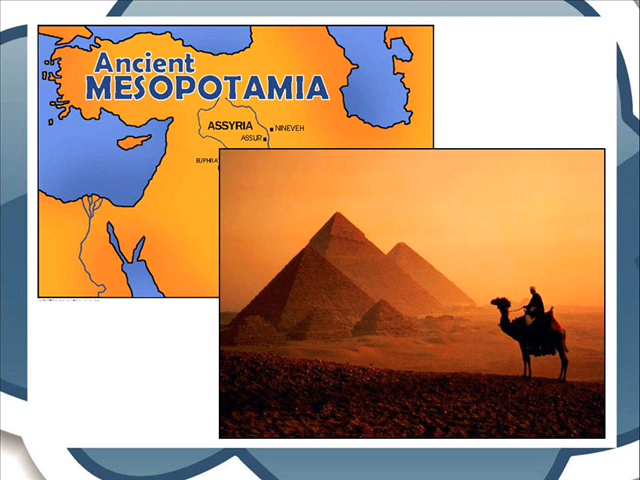 Ancient
MESOPOTAMIA
ASSYRIA
NINEVEH
ASSUR